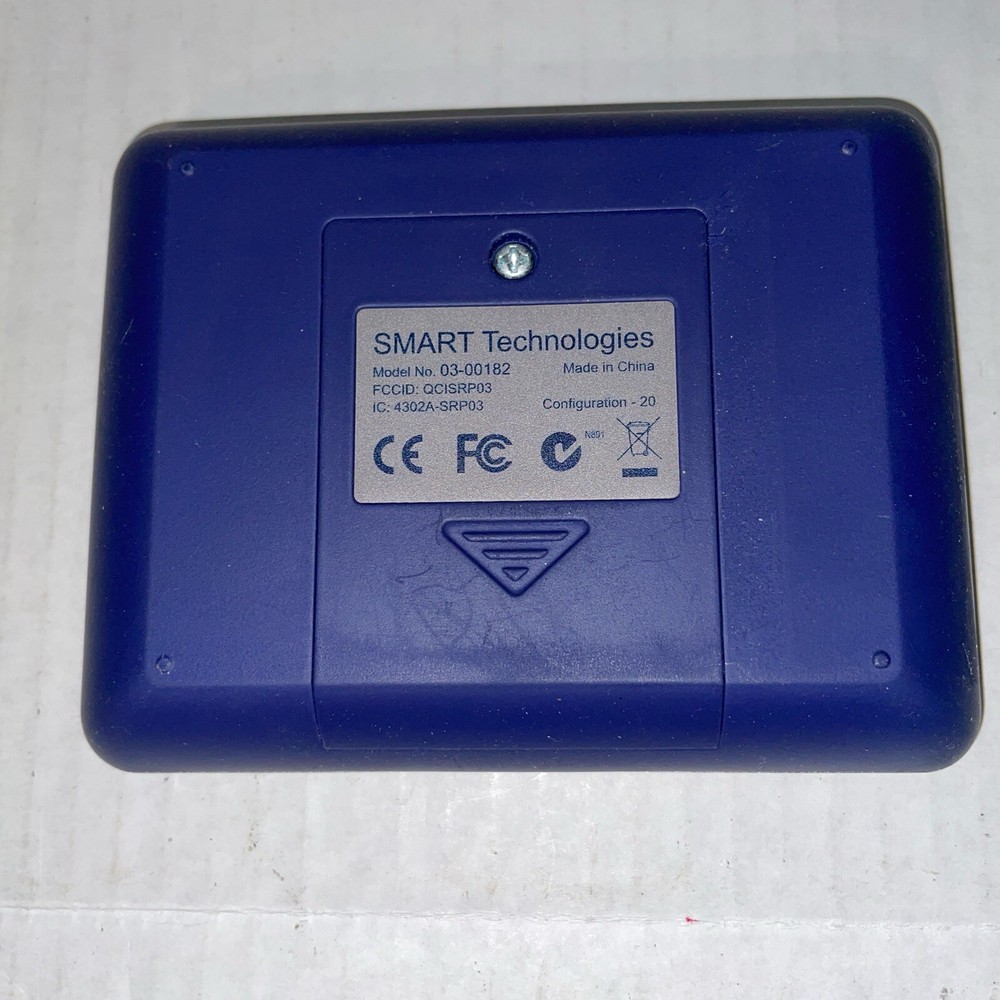 SMART Technologies
Model No. 03-00182 Made in China
FCCID: QCISRP03
IC: 4302A-SRP03 Configuration - 20
CE FC N891